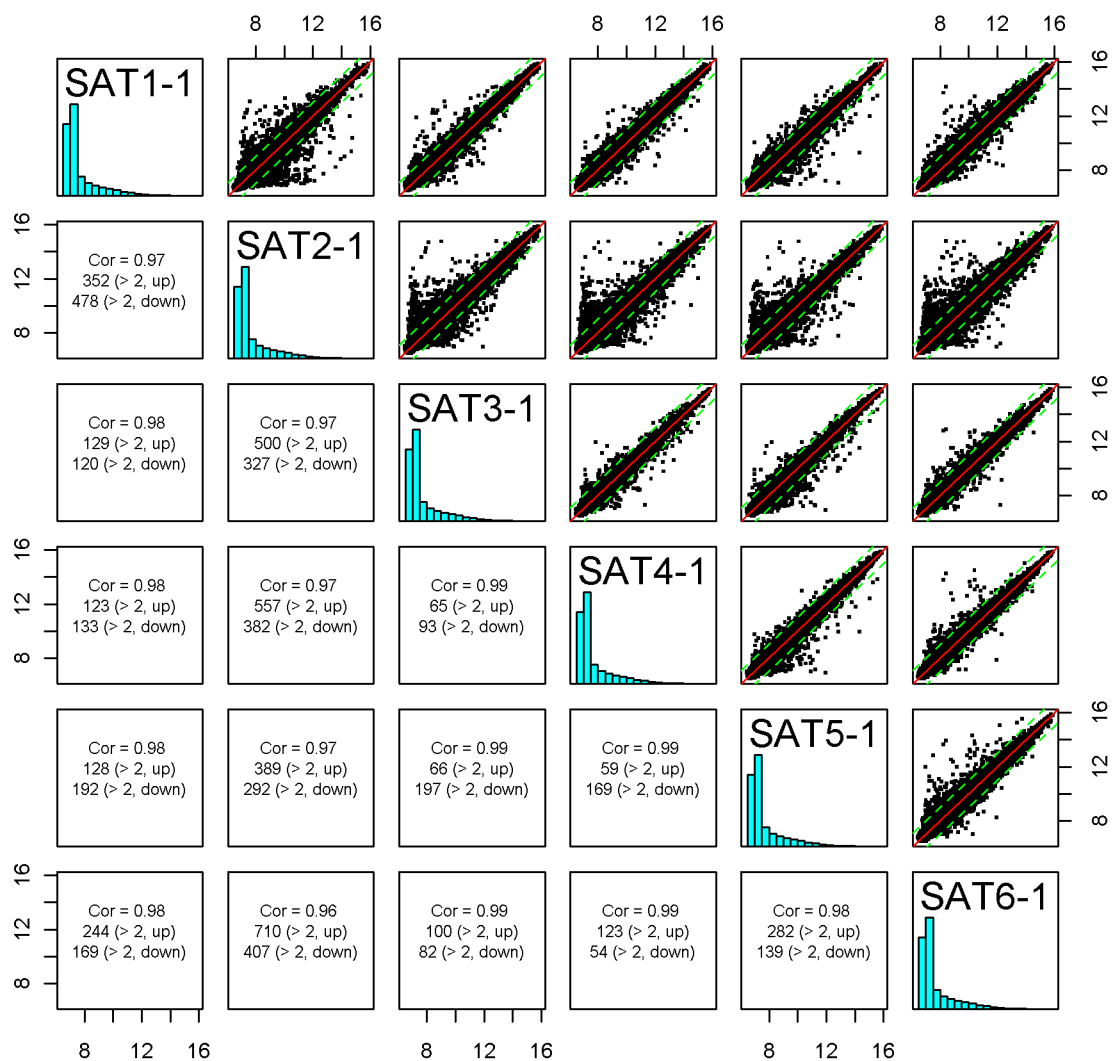 8 12 16 8 12 16 8 12 16
SAT1-1
16
12
8
16
12
8
Cor = 0.97
352 (> 2, up)
478 (> 2, down)
SAT2-1
Cor = 0.98
129 (> 2, up)
120 (> 2, down)
Cor = 0.97
500 (> 2, up)
327 (> 2, down)
SAT3-1
16
12
8
16
12
8
Cor = 0.98
123 (> 2, up)
133 (> 2, down)
Cor = 0.97
557 (> 2, up)
382 (> 2, down)
Cor = 0.99
65 (> 2, up)
93 (> 2, down)
SAT4-1
Cor = 0.98
128 (> 2, up)
192 (> 2, down)
Cor = 0.97
389 (> 2, up)
292 (> 2, down)
Cor = 0.99
66 (> 2, up)
197 (> 2, down)
Cor = 0.99
59 (> 2, up)
169 (> 2, down)
SAT5-1
16
12
8
16
12
8
Cor = 0.98
244 (> 2, up)
169 (> 2, down)
Cor = 0.96
710 (> 2, up)
407 (> 2, down)
Cor = 0.99
100 (> 2, up)
82 (> 2, down)
Cor = 0.99
123 (> 2, up)
54 (> 2, down)
Cor = 0.98
282 (> 2, up)
139 (> 2, down)
SAT6-1
8 12 16 8 12 16 8 12 16